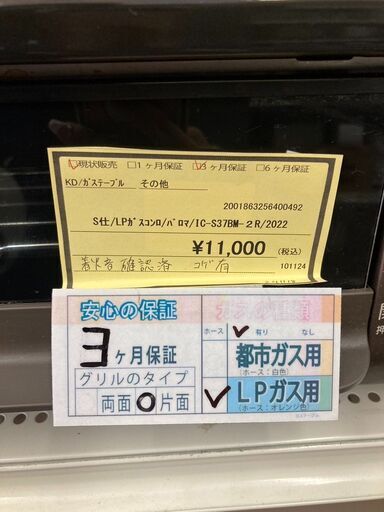 ☑現状販売 □1ヶ月保証 ☑3ヶ月保証 □6ヶ月保証
KD/ガステーブル その他
2001863256400492
S仕/LPガスコンロ/パロマ/IC-S37BM-2R/2022
¥11,000 (税込)
着火音確認済 コゲ有
101124
安心の保証
3ヶ月保証
グリルのタイプ
両面 ○片面
ガスの種類
ホース ✓有り なし
都市ガス用
(ホース:白色)
✓LPガス用
(ホース:オレンジ色)